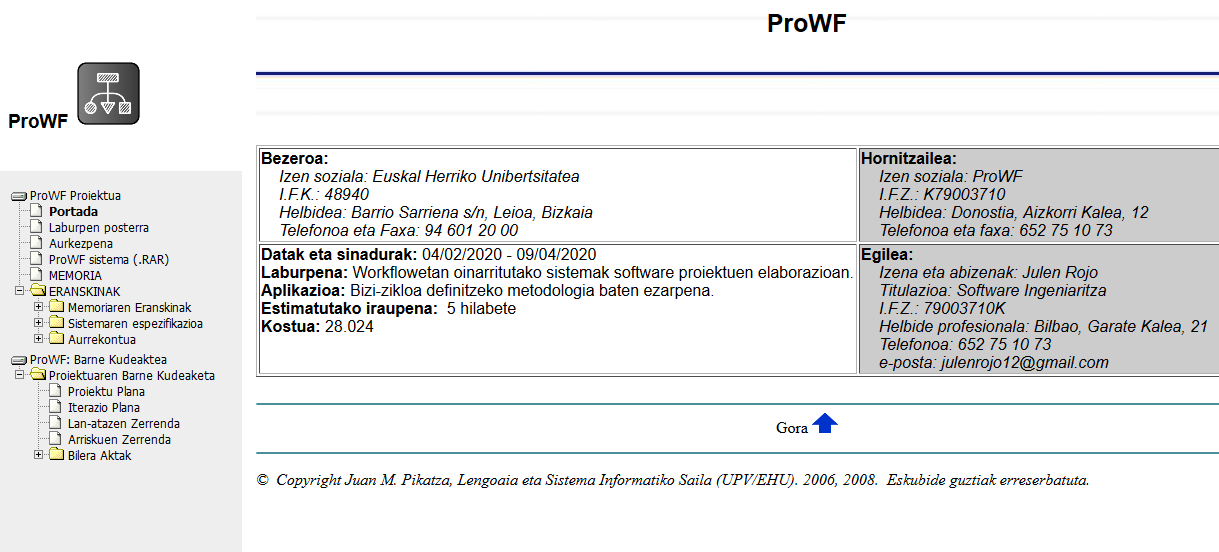 ProWF
ProWF
ProWF Proiektua
Portada
Laburpen posterra
Aurkezpena
ProWF sistema (.RAR)
MEMORIA
ERANSKINAK
Memoriaren Eranskinak
Sistemaren espezifikazioa
Aurrekontua
ProWF: Barne Kudeaktea
Proiektuaren Barne Kudeaketa
Proiektu Plana
Iterazio Plana
Lan-atazen Zerrenda
Arriskuen Zerrenda
Bilera Aktak
Bezeroa:
Izen soziala: Euskal Herriko Unibertsitatea
I.F.K.: 48940
Helbidea: Barrio Sarriena s/n, Leioa, Bizkaia
Telefonoa eta Faxa: 94 601 20 00
Hornitzailea:
Izen soziala: ProWF
I.F.Z.: K79003710
Helbidea: Donostia, Aizkorri Kalea, 12
Telefonoa eta faxa: 652 75 10 73
Datak eta sinadurak: 04/02/2020 - 09/04/2020
Laburpena: Workflowetan oinarritutako sistemak software proiektuen elaborazioan.
Aplikazioa: Bizi-zikloa definitzeko metodologia baten ezarpena.
Estimatutako iraupena: 5 hilabete
Kostua: 28.024
Egilea:
Izena eta abizenak: Julen Rojo
Titulazioa: Software Ingeniaritza
I.F.Z.: 79003710K
Helbide profesionala: Bilbao, Garate Kalea, 21
Telefonoa: 652 75 10 73
e-posta: julenrojo12@gmail.com
Gora
© Copyright Juan M. Pikatza, Lengoaia eta Sistema Informatiko Saila (UPV/EHU). 2006, 2008. Eskubide guztiak erreserbatuta.